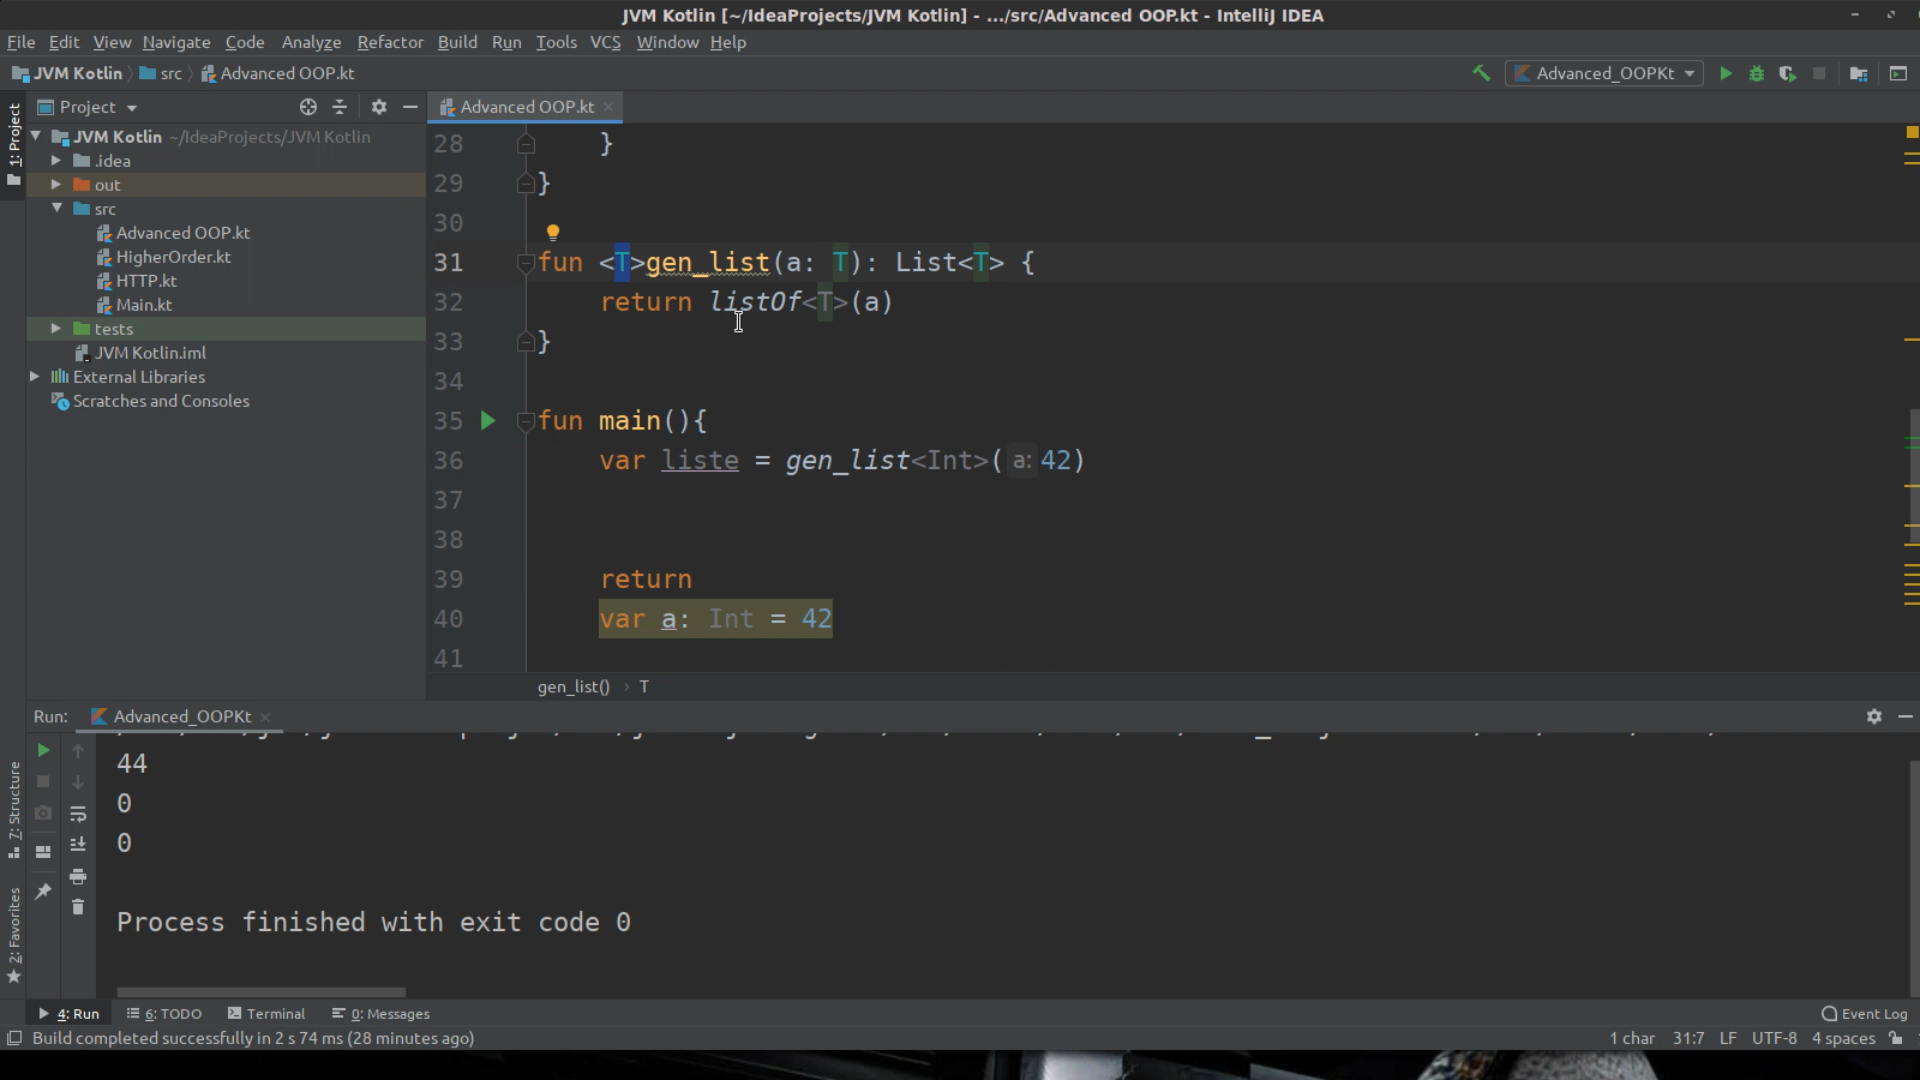 JVM Kotlin [~/IdeaProjects/JVM Kotlin] - .../src/Advanced OOP.kt - IntelliJ IDEA
File Edit View Navigate Code Analyze Refactor Build Run Tools VCS Window Help
JVM Kotlin src Advanced OOP.kt Advanced_OOPKt
1: Project
Project
Advanced OOP.kt
JVM Kotlin ~/IdeaProjects/JVM Kotlin
.idea
out
src
Advanced OOP.kt
HigherOrder.kt
HTTP.kt
Main.kt
tests
JVM Kotlin.iml
External Libraries
Scratches and Consoles
28 }
29 }
30
31 fun <T>gen_list(a: T): List<T> {
32 return listOf<T>(a)
33 }
34
35 fun main(){
36 var liste = gen_list<Int>( a: 42)
37
38
39 return
40 var a: Int = 42
41
gen_list() › T
Run: Advanced_OOPKt
44
0
0
Process finished with exit code 0
7: Structure
2: Favorites
4: Run 6: TODO Terminal 0: Messages Event Log
Build completed successfully in 2 s 74 ms (28 minutes ago) 1 char 31:7 LF UTF-8 4 spaces